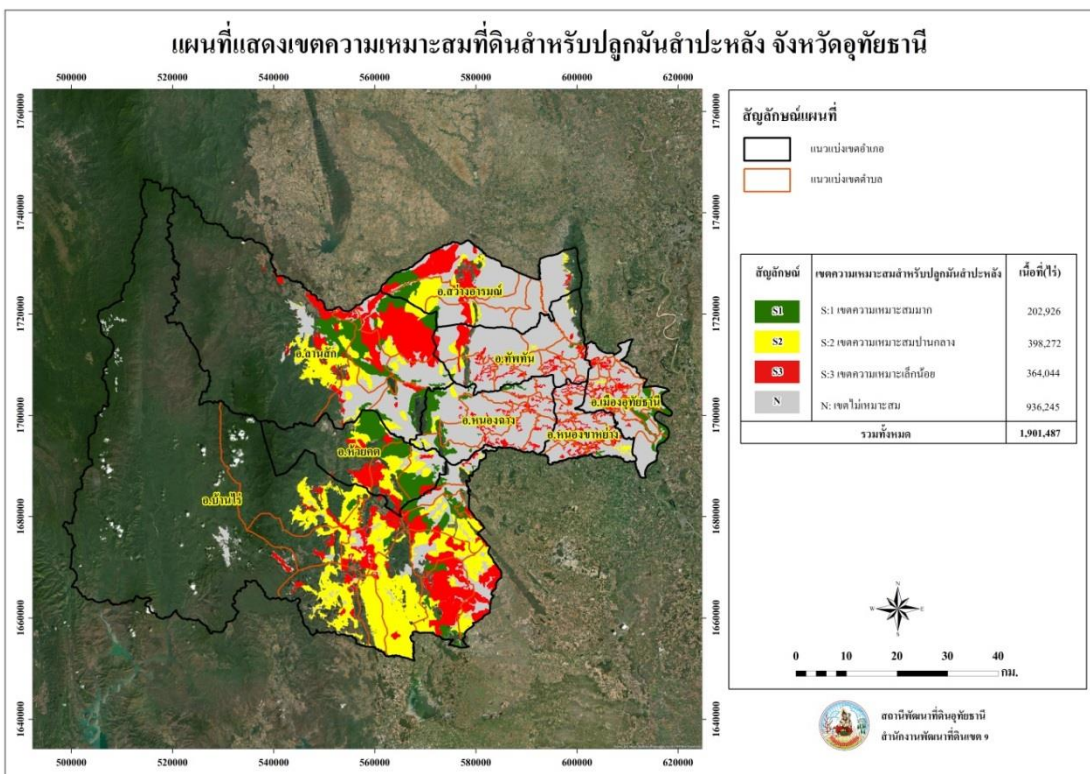 แผนที่แสดงเขตความเหมาะสมที่ดินสำหรับปลูกมันสำปะหลัง จังหวัดอุทัยธานี
500000 520000 540000 560000 580000 600000 620000
1760000 1760000
1740000 1740000
1720000 1720000
1700000 1700000
1680000 1680000
1660000 1660000
1640000 1640000
อ.สว่างอารมณ์
อ.ลานสัก
อ.ทัพทัน
อ.เมืองอุทัยธานี
อ.หนองฉาง
อ.หนองขาหย่าง
อ.ห้วยคต
อ.บ้านไร่
500000 520000 540000 560000 580000 600000 620000
สัญลักษณ์แผนที่
แนวแบ่งเขตอำเภอ
แนวแบ่งเขตตำบล
สัญลักษณ์ เขตความเหมาะสมสำหรับปลูกมันสำปะหลัง เนื้อที่(ไร่)
S1 S:1 เขตความเหมาะสมมาก 202,926
S2 S:2 เขตความเหมาะสมปานกลาง 398,272
S3 S:3 เขตความเหมาะเล็กน้อย 364,044
N N: เขตไม่เหมาะสม 936,245
รวมทั้งหมด 1,901,487
N
W E
S
0 10 20 30 40
กม.
สถานีพัฒนาที่ดินอุทัยธานี
สำนักงานพัฒนาที่ดินเขต 9